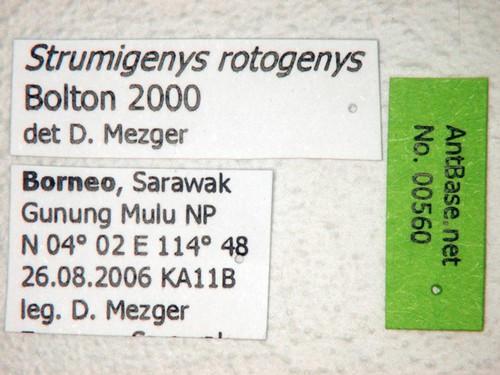 Strumigenys rotogenys
Bolton 2000
det D. Mezger
Borneo, Sarawak
Gunung Mulu NP
N 04° 02 E 114° 48
26.08.2006 KA11B
leg. D. Mezger
AntBase.net
No. 00560